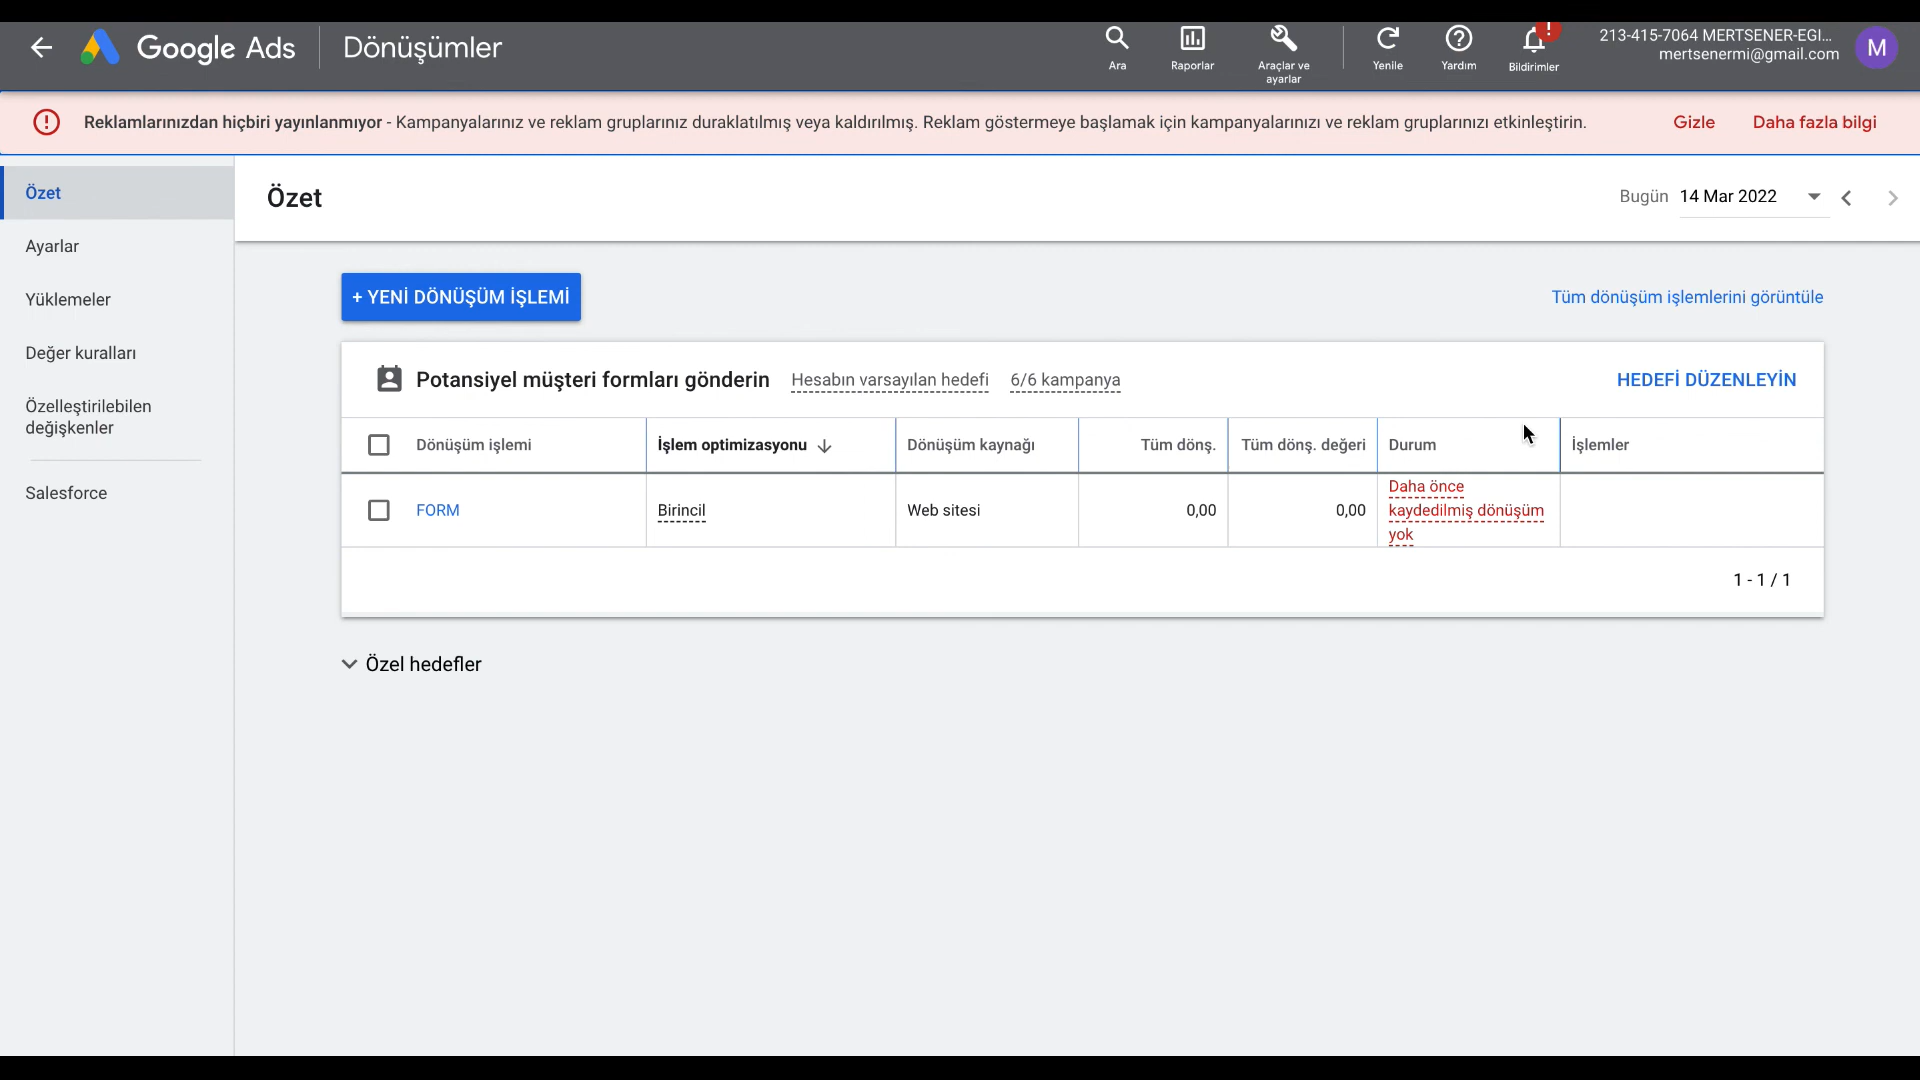 Google Ads
Dönüşümler
Ara
Raporlar
Araçlar ve
ayarlar
Yenile
Yardım
Bildirimler
213-415-7064 MERTSENER-EGI...
mertsenermi@gmail.com
M
Reklamlarınızdan hiçbiri yayınlanmıyor - Kampanyalarınız ve reklam gruplarınız duraklatılmış veya kaldırılmış. Reklam göstermeye başlamak için kampanyalarınızı ve reklam gruplarınızı etkinleştirin.
Gizle
Daha fazla bilgi
Özet
Ayarlar
Yüklemeler
Değer kuralları
Özelleştirilebilen
değişkenler
Salesforce
Özet
Bugün 14 Mar 2022
+ YENİ DÖNÜŞÜM İŞLEMİ
Tüm dönüşüm işlemlerini görüntüle
Potansiyel müşteri formları gönderin
Hesabın varsayılan hedefi
6/6 kampanya
HEDEFİ DÜZENLEYİN
Dönüşüm işlemi
İşlem optimizasyonu
Dönüşüm kaynağı
Tüm dönş.
Tüm dönş. değeri
Durum
İşlemler
FORM
Birincil
Web sitesi
0,00
0,00
Daha önce
kaydedilmiş dönüşüm
yok
1 - 1 / 1
Özel hedefler